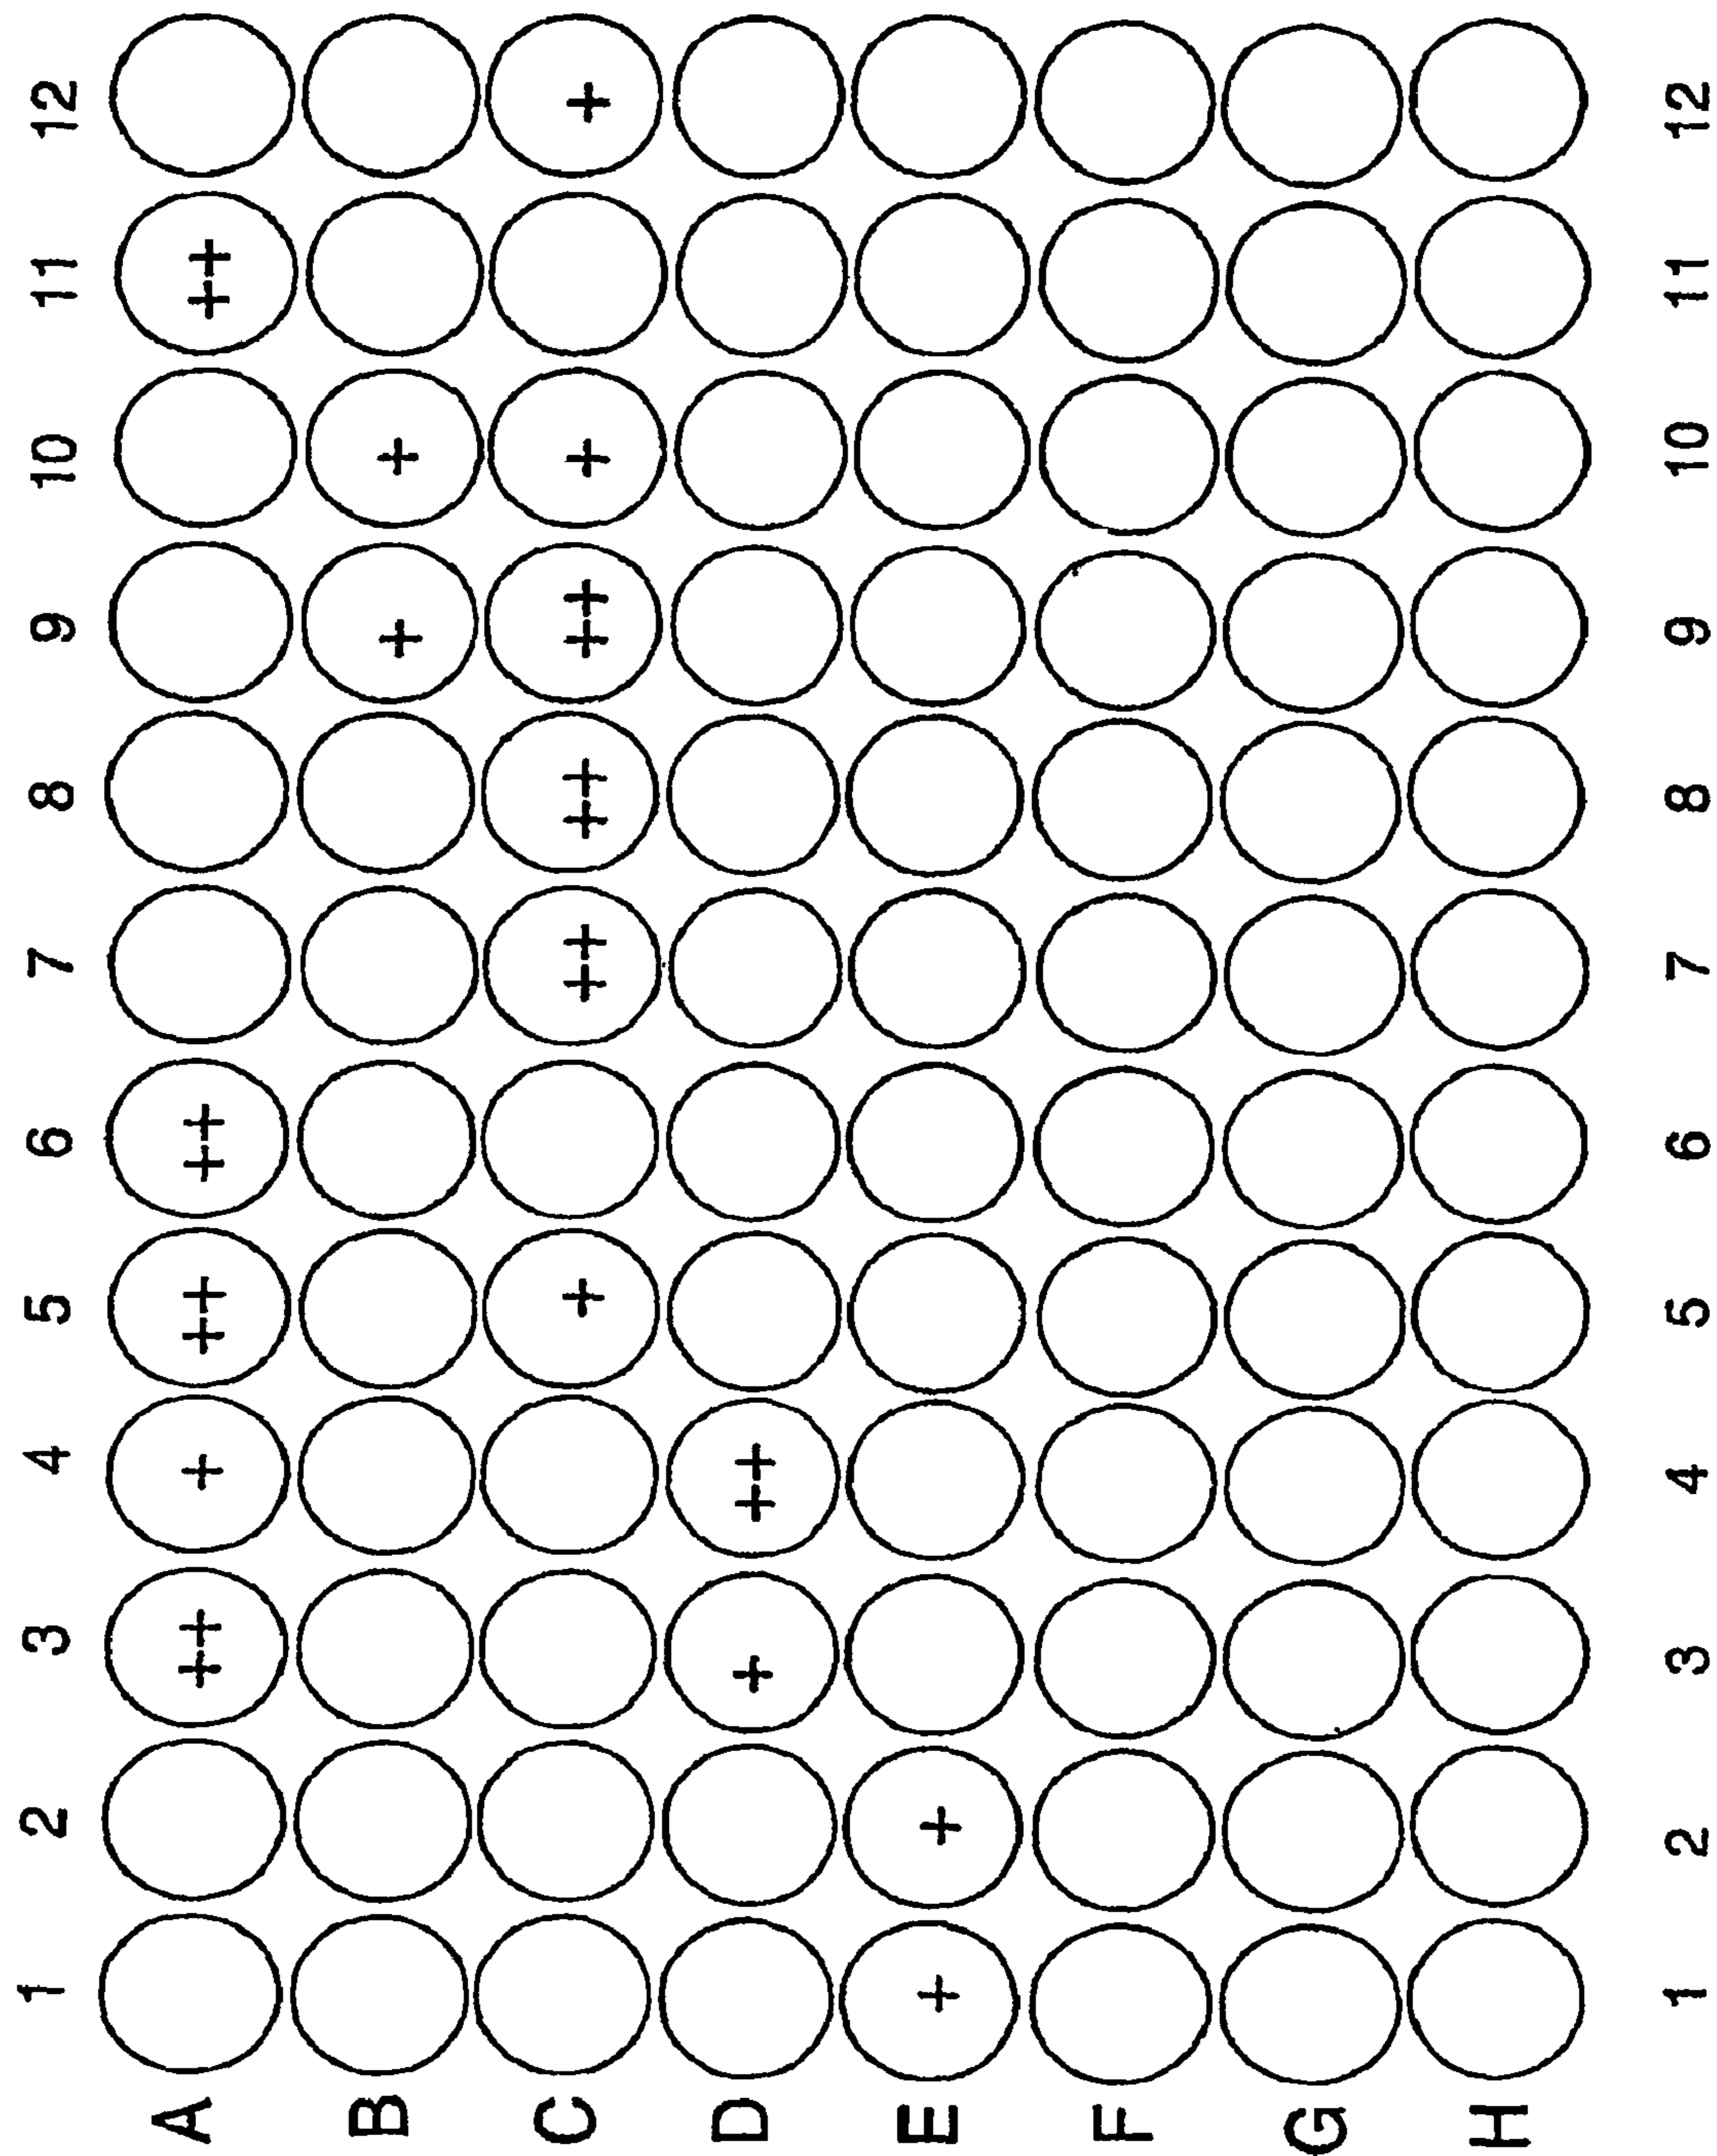 1 2 3 4 5 6 7 8 9 10 11 12
A ++ + ++ ++ ++
B + +
C + ++ ++ ++ + +
D + ++
E + +
F
G
H
1 2 3 4 5 6 7 8 9 10 11 12